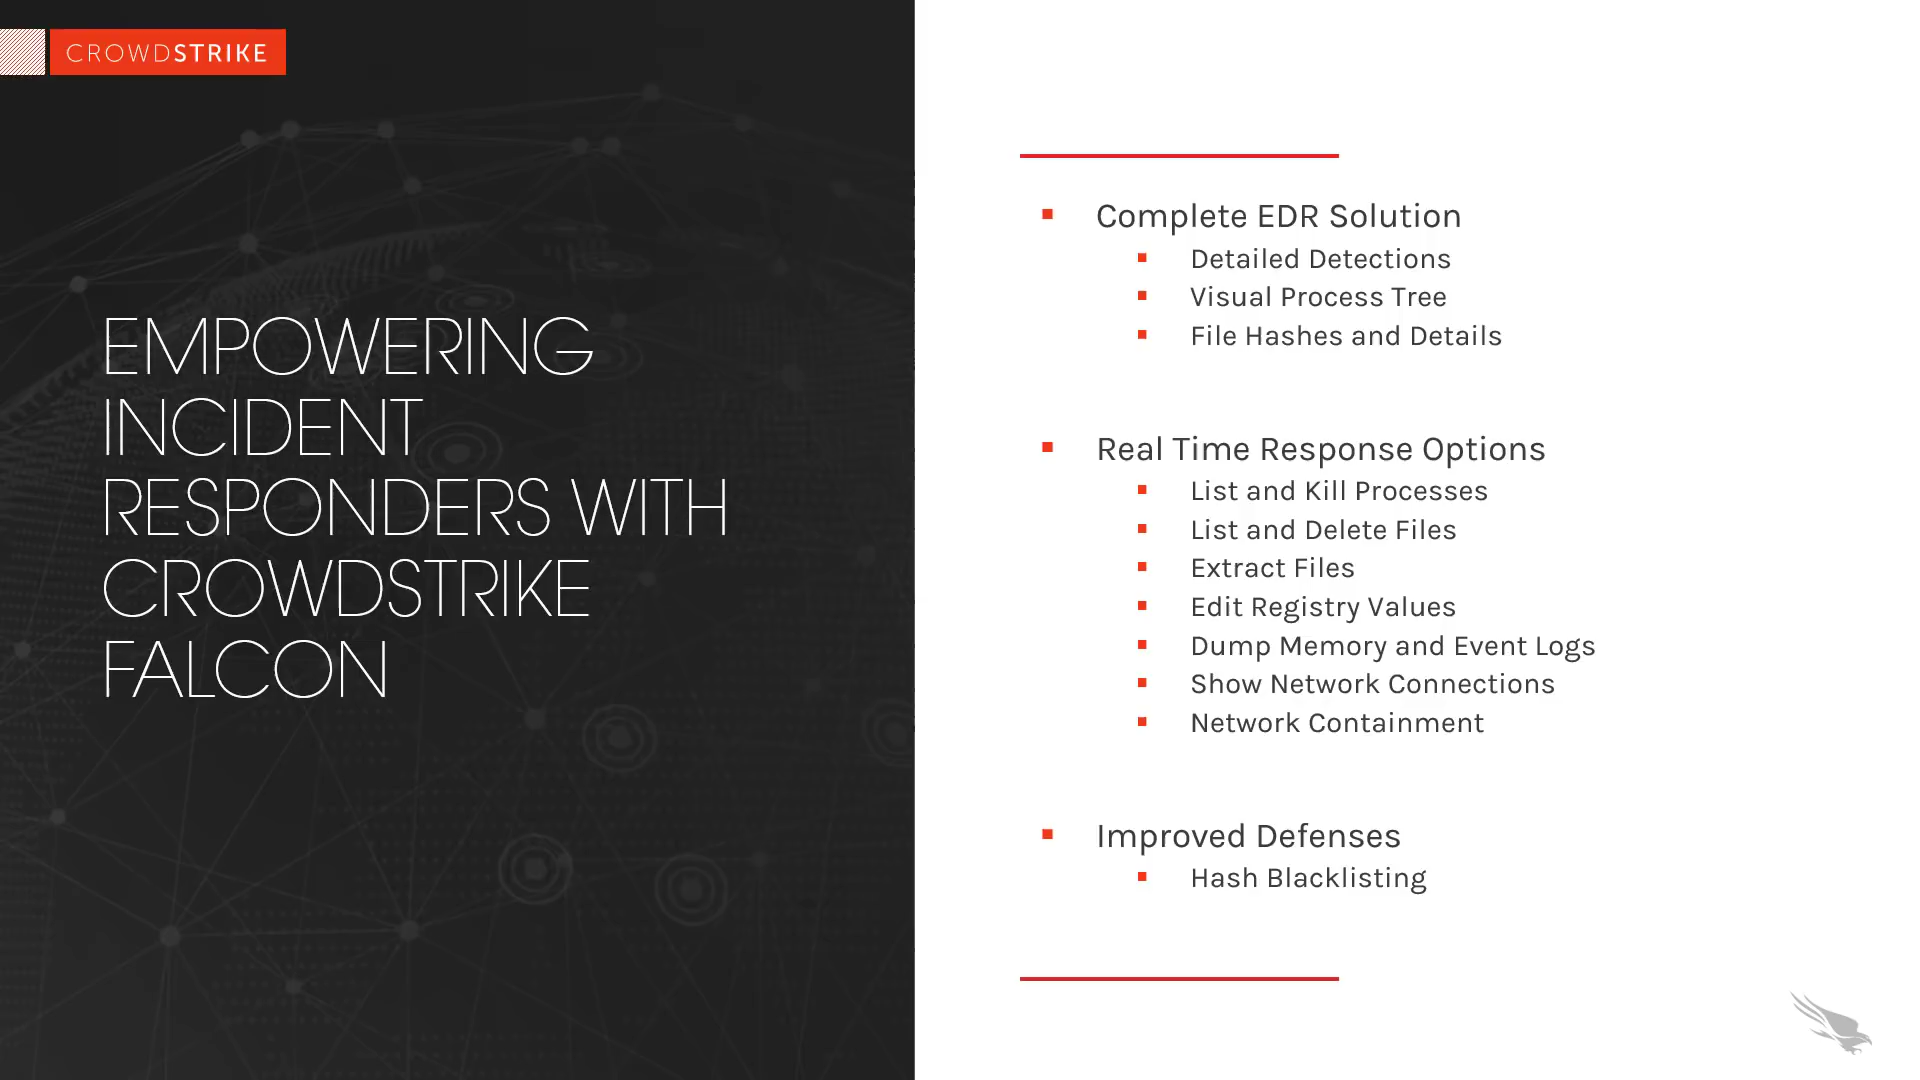 CROWDSTRIKE
EMPOWERING
INCIDENT
RESPONDERS WITH
CROWDSTRIKE
FALCON
Complete EDR Solution
Detailed Detections
Visual Process Tree
File Hashes and Details
Real Time Response Options
List and Kill Processes
List and Delete Files
Extract Files
Edit Registry Values
Dump Memory and Event Logs
Show Network Connections
Network Containment
Improved Defenses
Hash Blacklisting